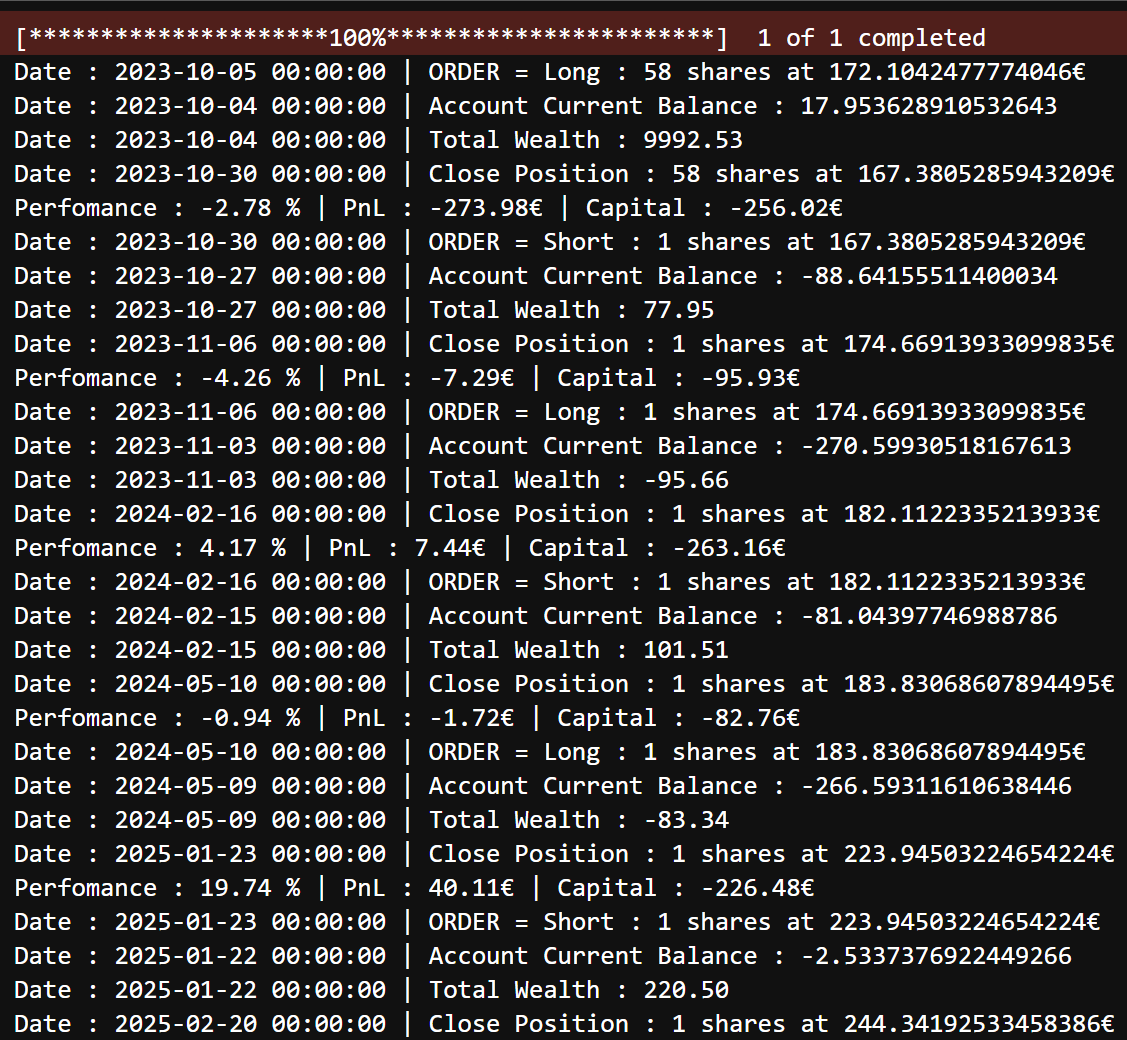 [*********************100%***********************]  1 of 1 completed
Date : 2023-10-05 00:00:00 | ORDER = Long : 58 shares at 172.1042477774046€
Date : 2023-10-04 00:00:00 | Account Current Balance : 17.953628910532643
Date : 2023-10-04 00:00:00 | Total Wealth : 9992.53
Date : 2023-10-30 00:00:00 | Close Position : 58 shares at 167.3805285943209€
Perfomance : -2.78 % | PnL : -273.98€ | Capital : -256.02€
Date : 2023-10-30 00:00:00 | ORDER = Short : 1 shares at 167.3805285943209€
Date : 2023-10-27 00:00:00 | Account Current Balance : -88.64155511400034
Date : 2023-10-27 00:00:00 | Total Wealth : 77.95
Date : 2023-11-06 00:00:00 | Close Position : 1 shares at 174.66913933099835€
Perfomance : -4.26 % | PnL : -7.29€ | Capital : -95.93€
Date : 2023-11-06 00:00:00 | ORDER = Long : 1 shares at 174.66913933099835€
Date : 2023-11-03 00:00:00 | Account Current Balance : -270.59930518167613
Date : 2023-11-03 00:00:00 | Total Wealth : -95.66
Date : 2024-02-16 00:00:00 | Close Position : 1 shares at 182.1122335213933€
Perfomance : 4.17 % | PnL : 7.44€ | Capital : -263.16€
Date : 2024-02-16 00:00:00 | ORDER = Short : 1 shares at 182.1122335213933€
Date : 2024-02-15 00:00:00 | Account Current Balance : -81.04397746988786
Date : 2024-02-15 00:00:00 | Total Wealth : 101.51
Date : 2024-05-10 00:00:00 | Close Position : 1 shares at 183.83068607894495€
Perfomance : -0.94 % | PnL : -1.72€ | Capital : -82.76€
Date : 2024-05-10 00:00:00 | ORDER = Long : 1 shares at 183.83068607894495€
Date : 2024-05-09 00:00:00 | Account Current Balance : -266.59311610638446
Date : 2024-05-09 00:00:00 | Total Wealth : -83.34
Date : 2025-01-23 00:00:00 | Close Position : 1 shares at 223.94503224654224€
Perfomance : 19.74 % | PnL : 40.11€ | Capital : -226.48€
Date : 2025-01-23 00:00:00 | ORDER = Short : 1 shares at 223.94503224654224€
Date : 2025-01-22 00:00:00 | Account Current Balance : -2.5337376922449266
Date : 2025-01-22 00:00:00 | Total Wealth : 220.50
Date : 2025-02-20 00:00:00 | Close Position : 1 shares at 244.34192533458386€